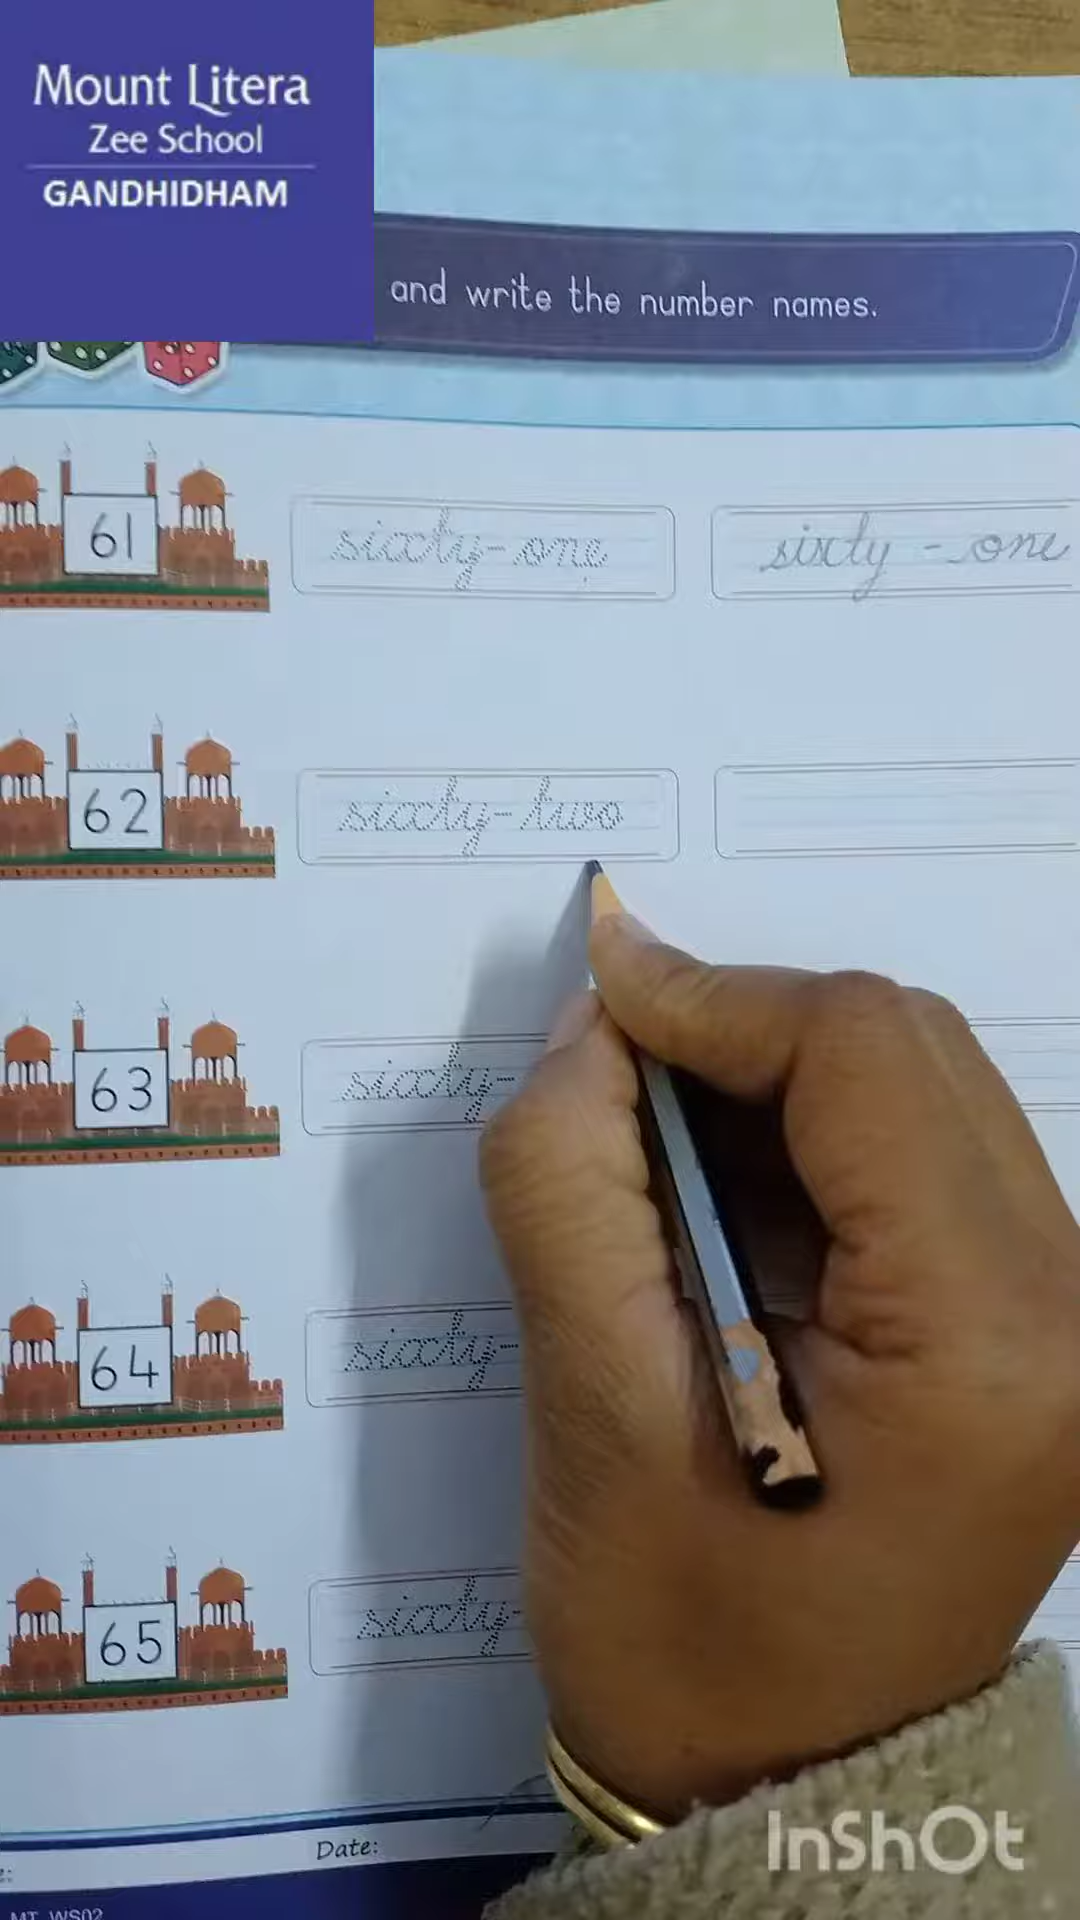 Mount Litera
Zee School
GANDHIDHAM
and write the number names.
61 sixty-one sixty - one
62 sixty-two
63 sixty-
64 sixty-
65 sixty-
Date:
MT_WS02
InShOt